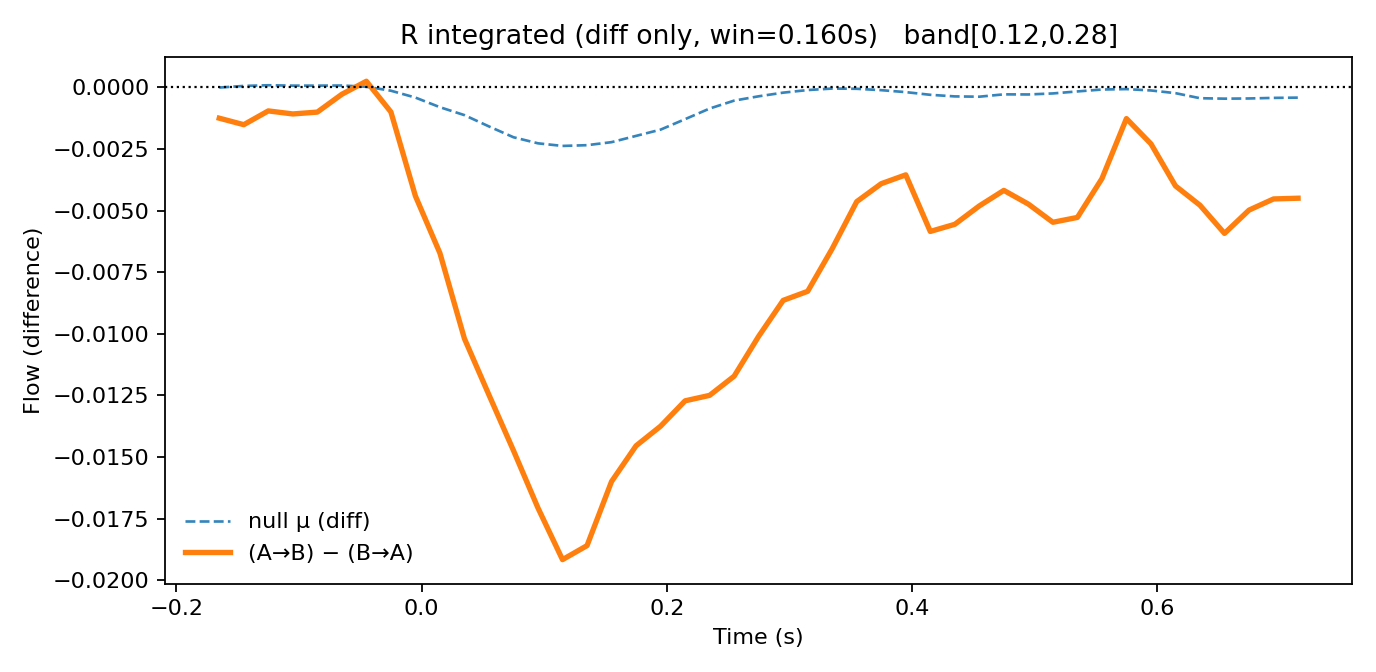 R integrated (diff only, win=0.160s)   band[0.12,0.28]
Flow (difference)
0.0000
−0.0025
−0.0050
−0.0075
−0.0100
−0.0125
−0.0150
−0.0175
−0.0200
null μ (diff)
(A→B) − (B→A)
−0.2 0.0 0.2 0.4 0.6
Time (s)